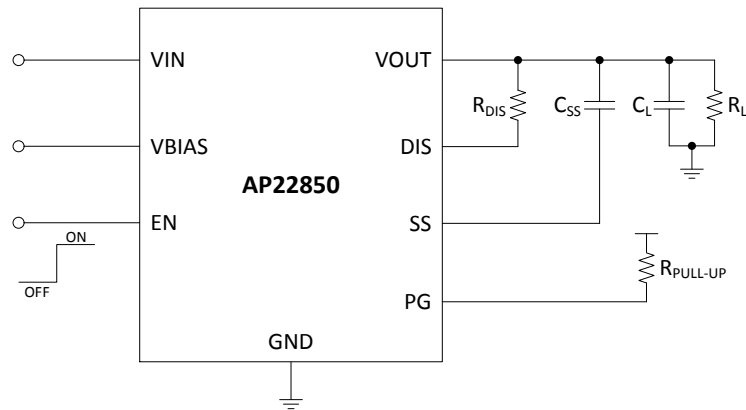 VIN
VOUT
R_DIS
C_SS
C_L
R_L
VBIAS
DIS
AP22850
EN
SS
ON
OFF
R_PULL-UP
PG
GND